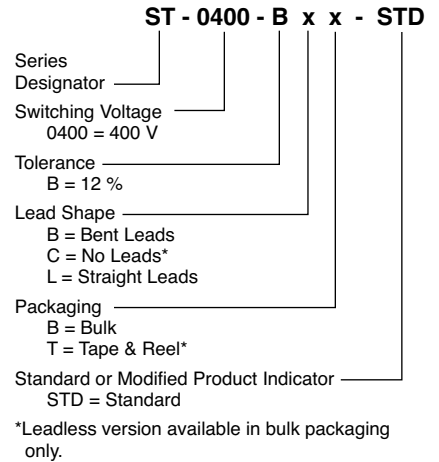 ST - 0400 - B x x - STD
Series
Designator
Switching Voltage
0400 = 400 V
Tolerance
B = 12 %
Lead Shape
B = Bent Leads
C = No Leads*
L = Straight Leads
Packaging
B = Bulk
T = Tape & Reel*
Standard or Modified Product Indicator
STD = Standard
*Leadless version available in bulk packaging
only.